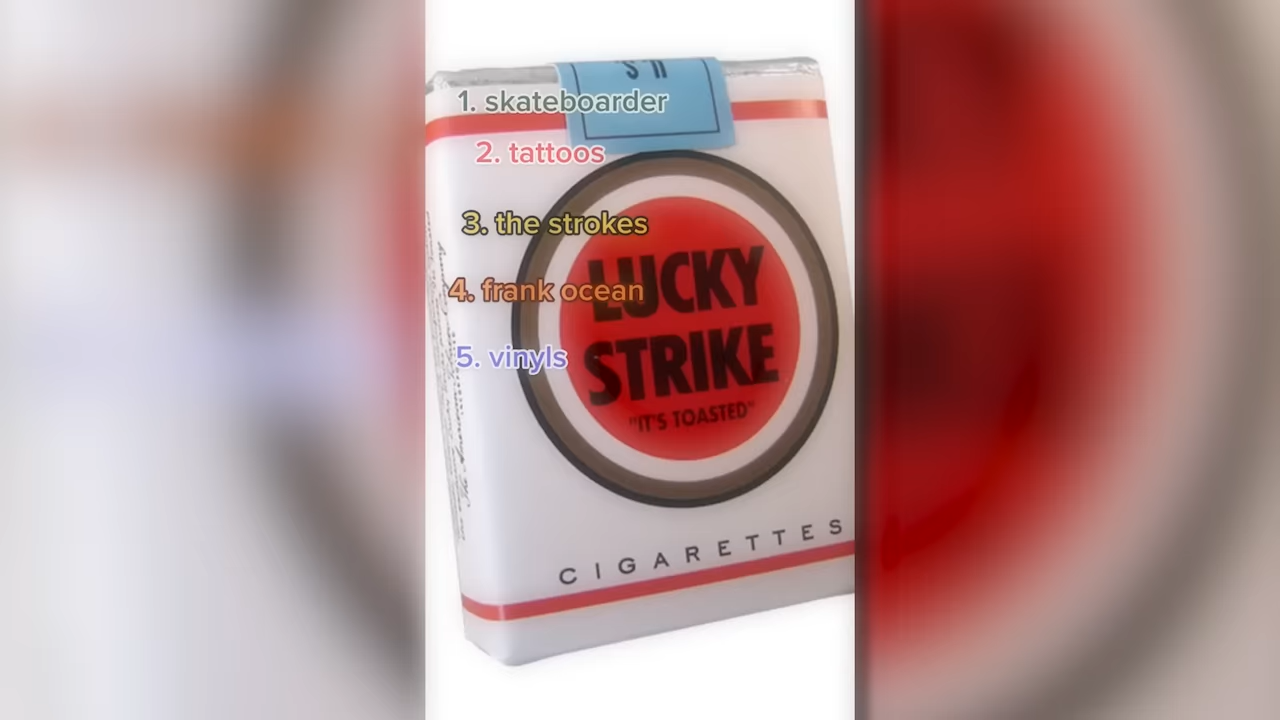 U.S.
1. skateboarder
2. tattoos
3. the strokes
4. frank ocean
LUCKY
5. vinyls
STRIKE
"IT'S TOASTED"
CIGARETTES